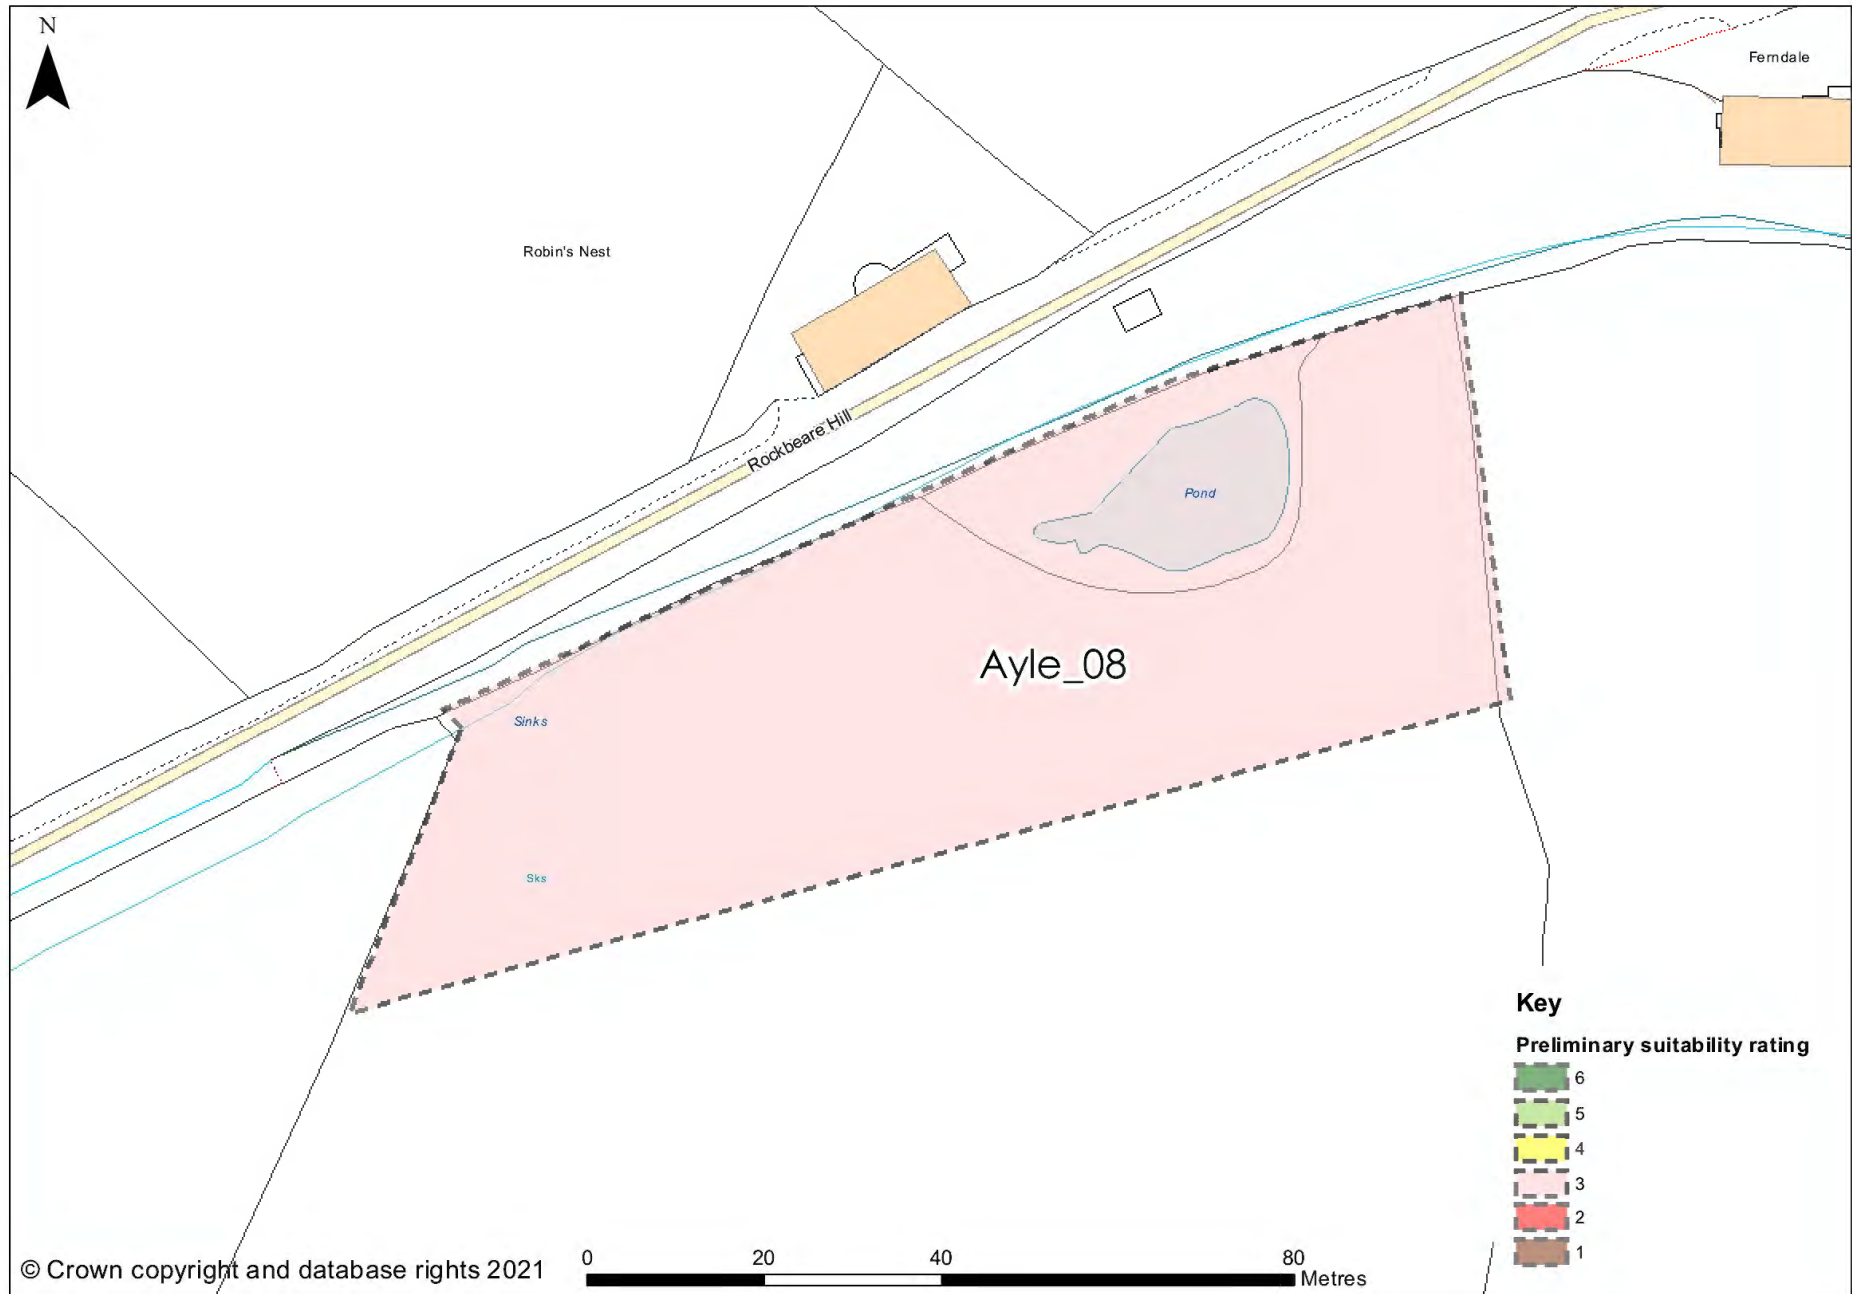 N
Ferndale
Robin's Nest
Rockbeare Hill
Pond
Ayle_08
Sinks
Sks
Key
Preliminary suitability rating
6
5
4
3
2
1
0 20 40 80
Metres
© Crown copyright and database rights 2021